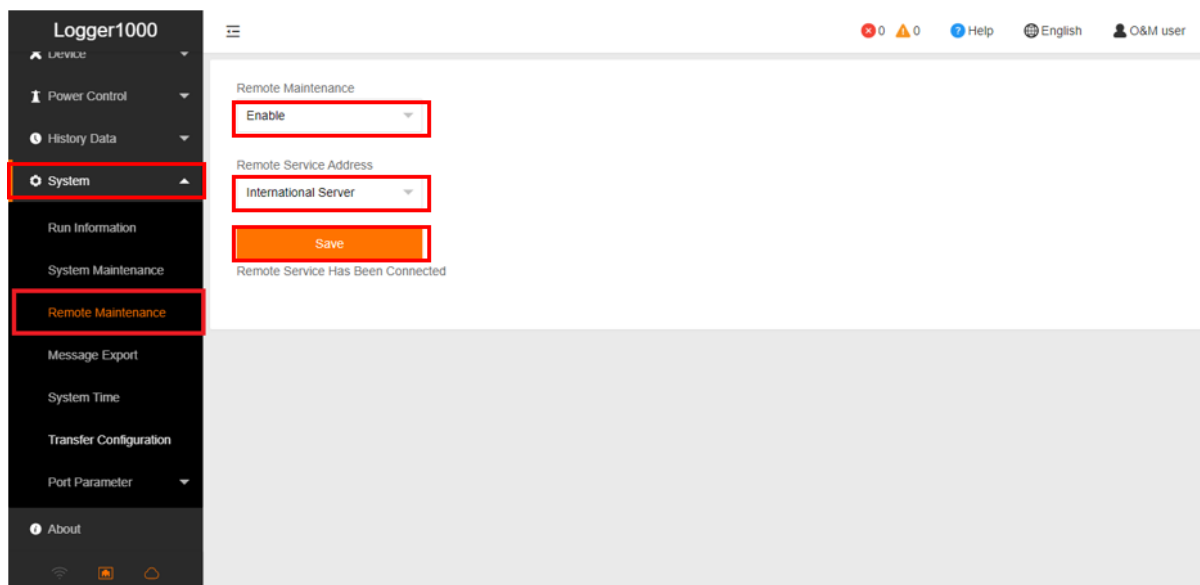 Logger1000
0
0
Help
English
O&M user
Device
Power Control
History Data
System
Run Information
System Maintenance
Remote Maintenance
Message Export
System Time
Transfer Configuration
Port Parameter
About
Remote Maintenance
Enable
Remote Service Address
International Server
Save
Remote Service Has Been Connected